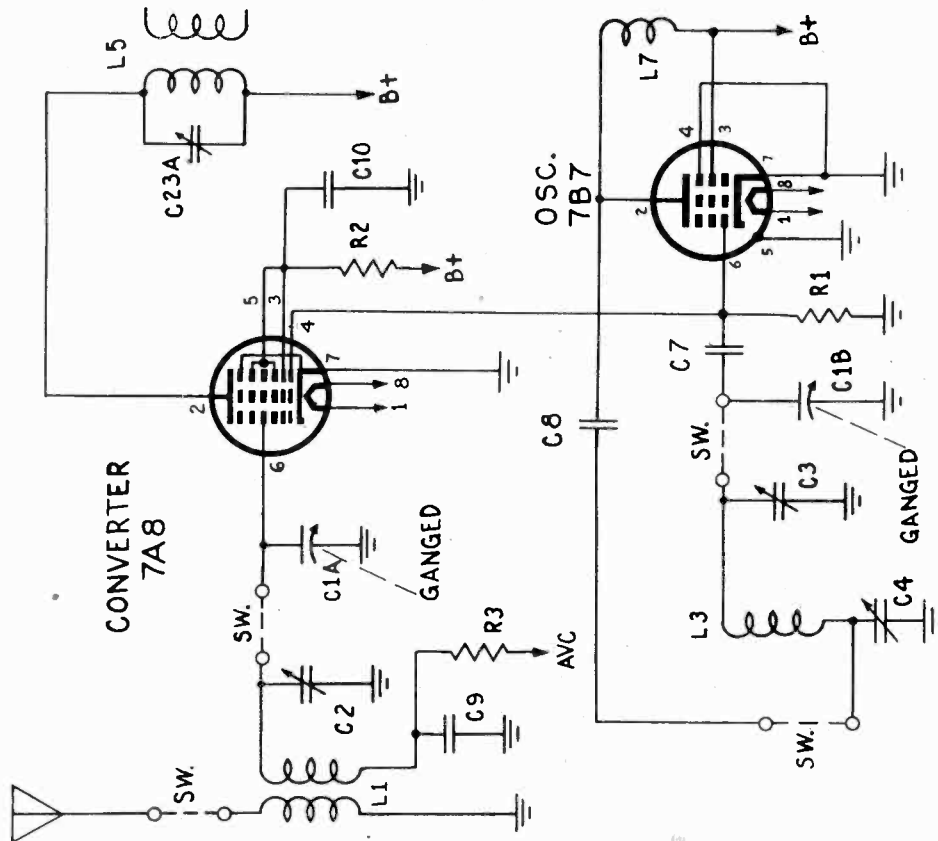 CONVERTER
7A8
2
5
3
4
6
7
1
8
SW.
SW.
L1
C2
C9
R3
AVC
C1A
GANGED
R2
B+
C10
C23A
L5
B+
OSC.
7B7
2
4
3
6
5
1
8
7
L7
B+
C8
C7
R1
SW.
C1B
GANGED
C3
L3
C4
SW.1